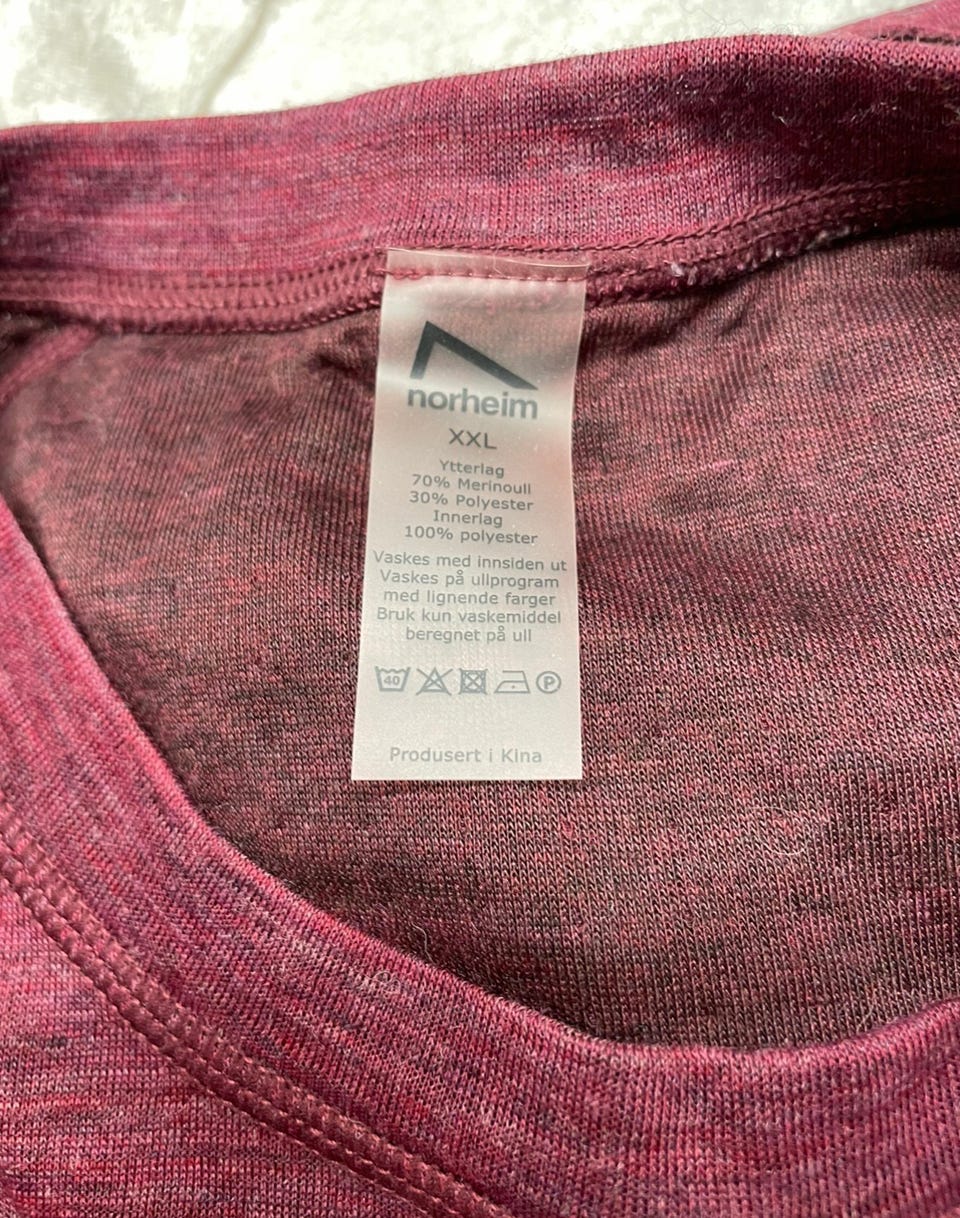 norheim
XXL
Ytterlag
70% Merinoull
30% Polyester
Innerlag
100% polyester
Vaskes med innsiden ut
Vaskes på ullprogram
med lignende farger
Bruk kun vaskemiddel
beregnet på ull
40 P
Produsert i Kina